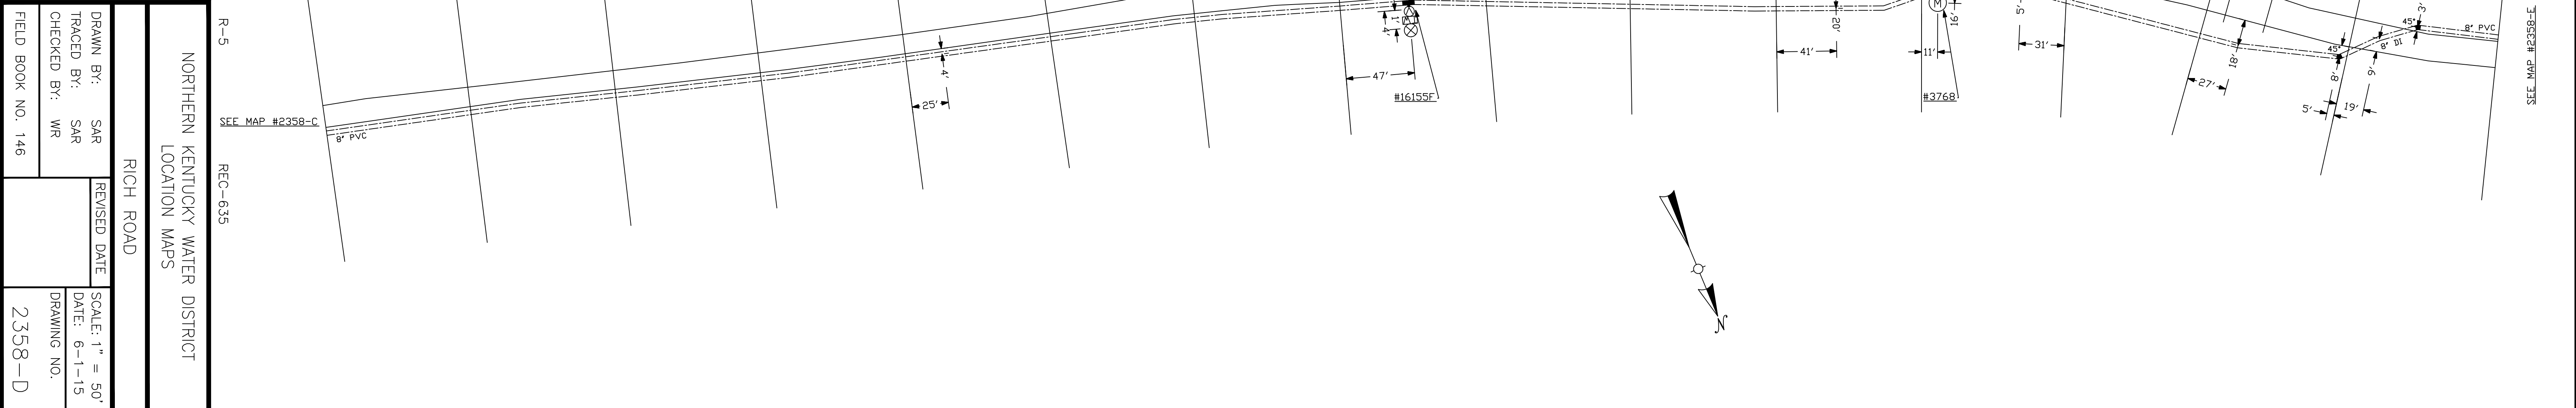 NORTHERN KENTUCKY WATER DISTRICT
LOCATION MAPS
RICH ROAD
DRAWN BY: SAR
TRACED BY: SAR
CHECKED BY: WR
FIELD BOOK NO. 146
REVISED DATE
SCALE: 1" = 50'
DATE: 6-1-15
DRAWING NO.
2358-D
R-5
REC-635
SEE MAP #2358-C
8" PVC
25'
4'
47'
1'
4'
#16155F
41'
20'
11'
M
16'
#3768
5'
31'
27'
18'
45°
8'
5'
19'
9'
8" DI
45°
3'
8" PVC
SEE MAP #2358-E
N